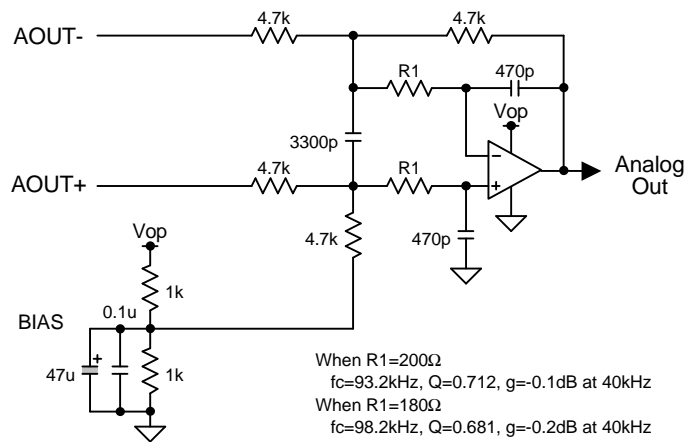 4.7k
4.7k
AOUT-
R1
470p
Vop
3300p
4.7k
R1
Analog
Out
AOUT+
−
+
4.7k
470p
Vop
1k
0.1u
BIAS
+
47u
1k
When R1=200Ω
fc=93.2kHz, Q=0.712, g=-0.1dB at 40kHz
When R1=180Ω
fc=98.2kHz, Q=0.681, g=-0.2dB at 40kHz